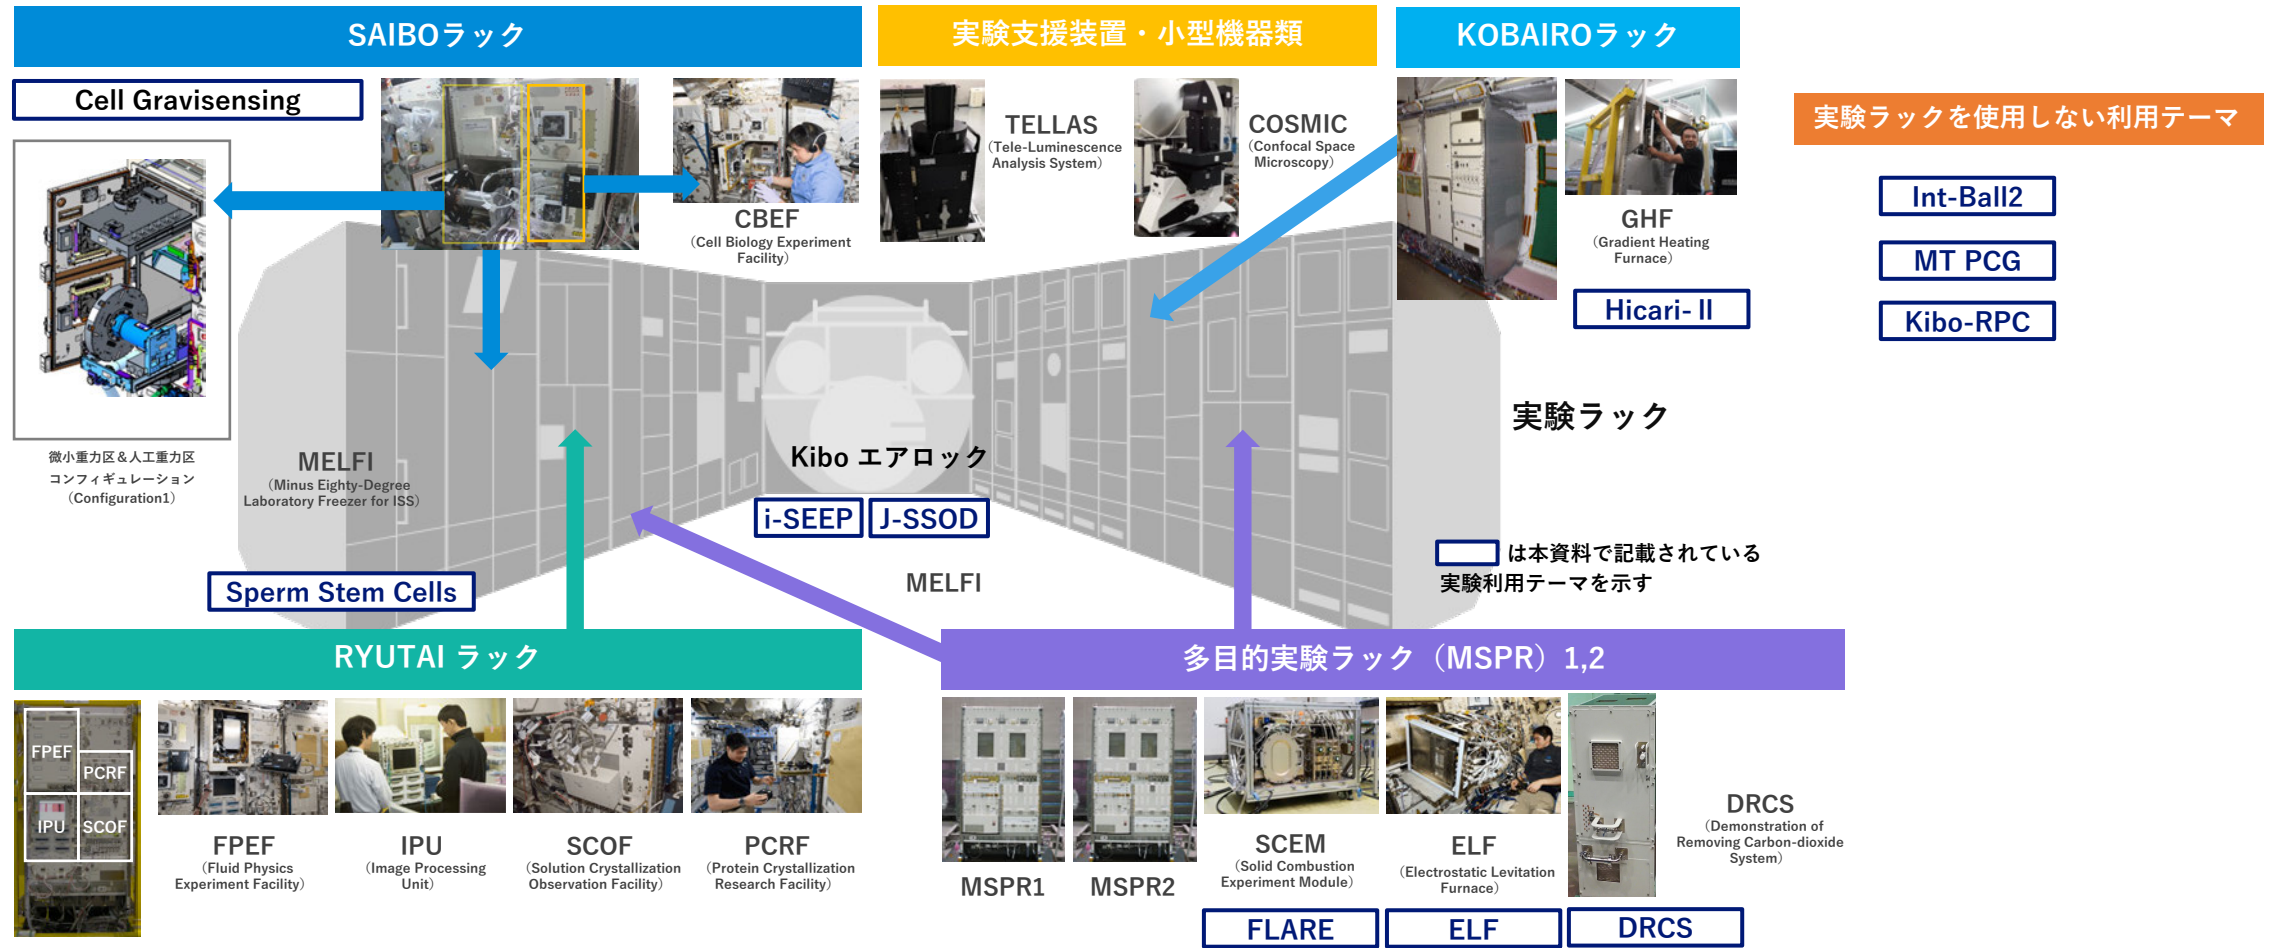 SAIBOラック
実験支援装置・小型機器類
KOBAIROラック
実験ラックを使用しない利用テーマ
Cell Gravisensing
CBEF
（Cell Biology Experiment
Facility）
TELLAS
（Tele-Luminescence
Analysis System）
COSMIC
（Confocal Space
Microscopy）
GHF
（Gradient Heating
Furnace）
Hicari-Ⅱ
Int-Ball2
MT PCG
Kibo-RPC
微小重力区＆人工重力区
コンフィギュレーション
（Configuration1）
MELFI
（Minus Eighty-Degree
Laboratory Freezer for ISS）
Kibo エアロック
i-SEEP
J-SSOD
実験ラック
MELFI
Sperm Stem Cells
は本資料で記載されている
実験利用テーマを示す
RYUTAI ラック
FPEF
PCRF
IPU
SCOF
FPEF
（Fluid Physics
Experiment Facility）
IPU
（Image Processing
Unit）
SCOF
（Solution Crystallization
Observation Facility）
PCRF
（Protein Crystallization
Research Facility）
多目的実験ラック（MSPR）1,2
MSPR1
MSPR2
SCEM
（Solid Combustion
Experiment Module）
ELF
（Electrostatic Levitation
Furnace）
DRCS
（Demonstration of
Removing Carbon-dioxide
System）
FLARE
ELF
DRCS